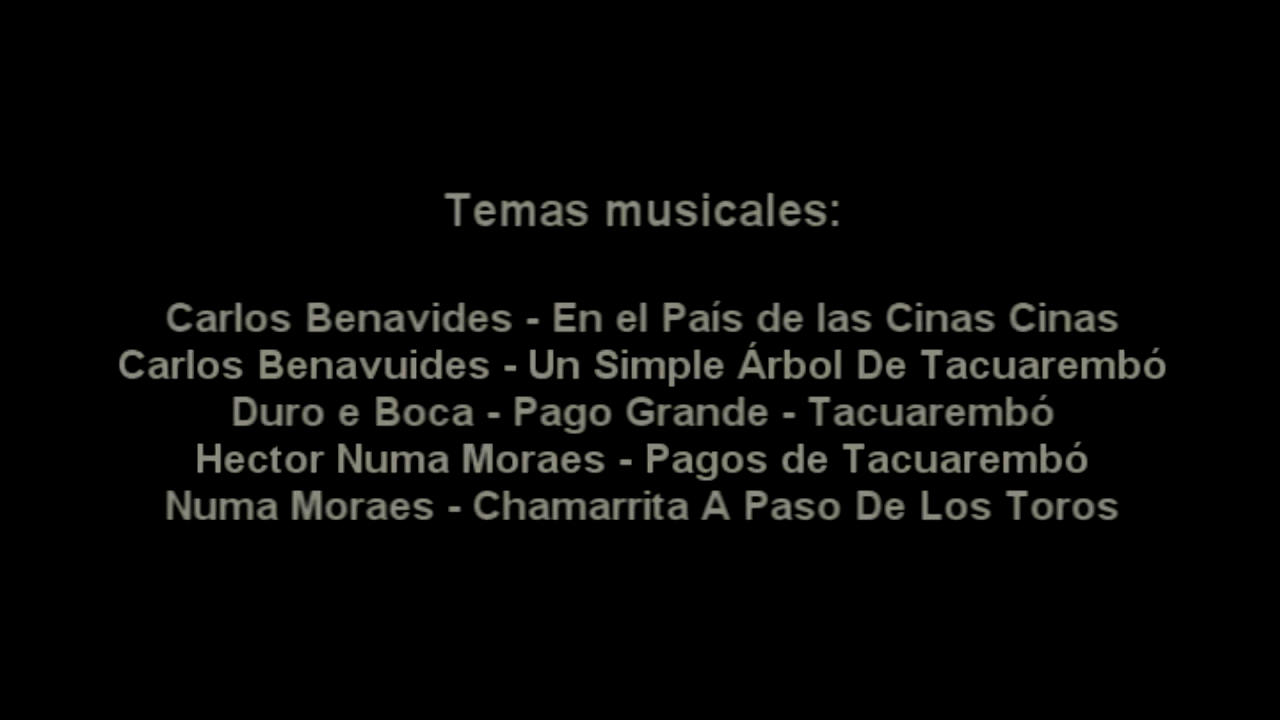 Temas musicales:
Carlos Benavides - En el País de las Cinas Cinas
Carlos Benavuides - Un Simple Árbol De Tacuarembó
Duro e Boca - Pago Grande - Tacuarembó
Hector Numa Moraes - Pagos de Tacuarembó
Numa Moraes - Chamarrita A Paso De Los Toros